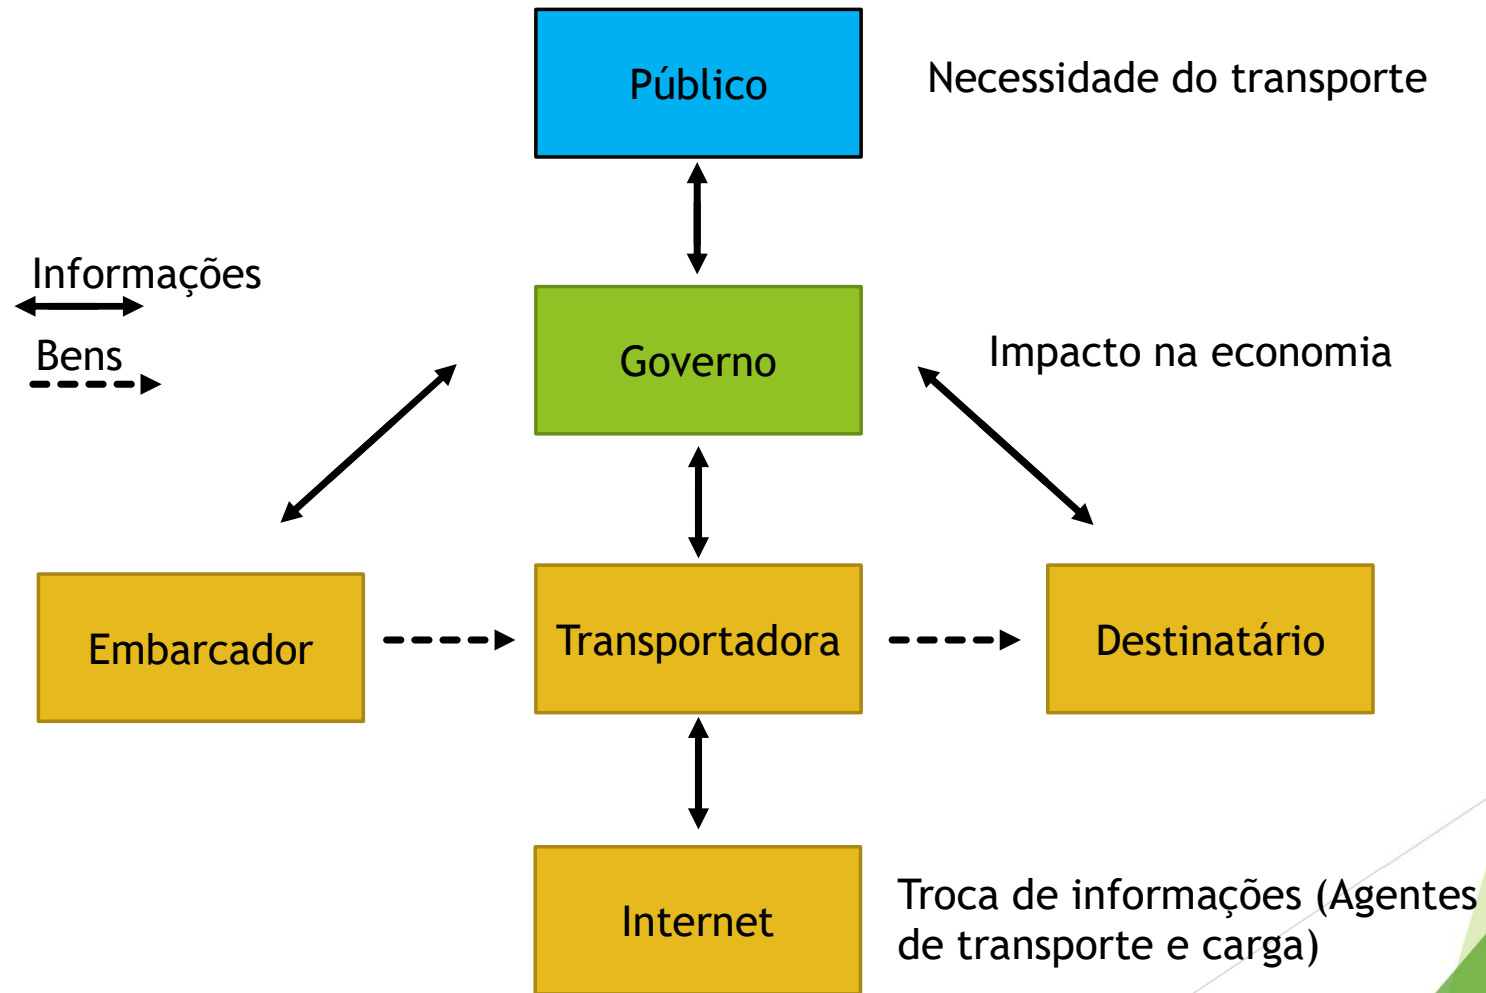 Público
Necessidade do transporte
Informações
Bens
Governo
Impacto na economia
Embarcador
Transportadora
Destinatário
Internet
Troca de informações (Agentes
de transporte e carga)